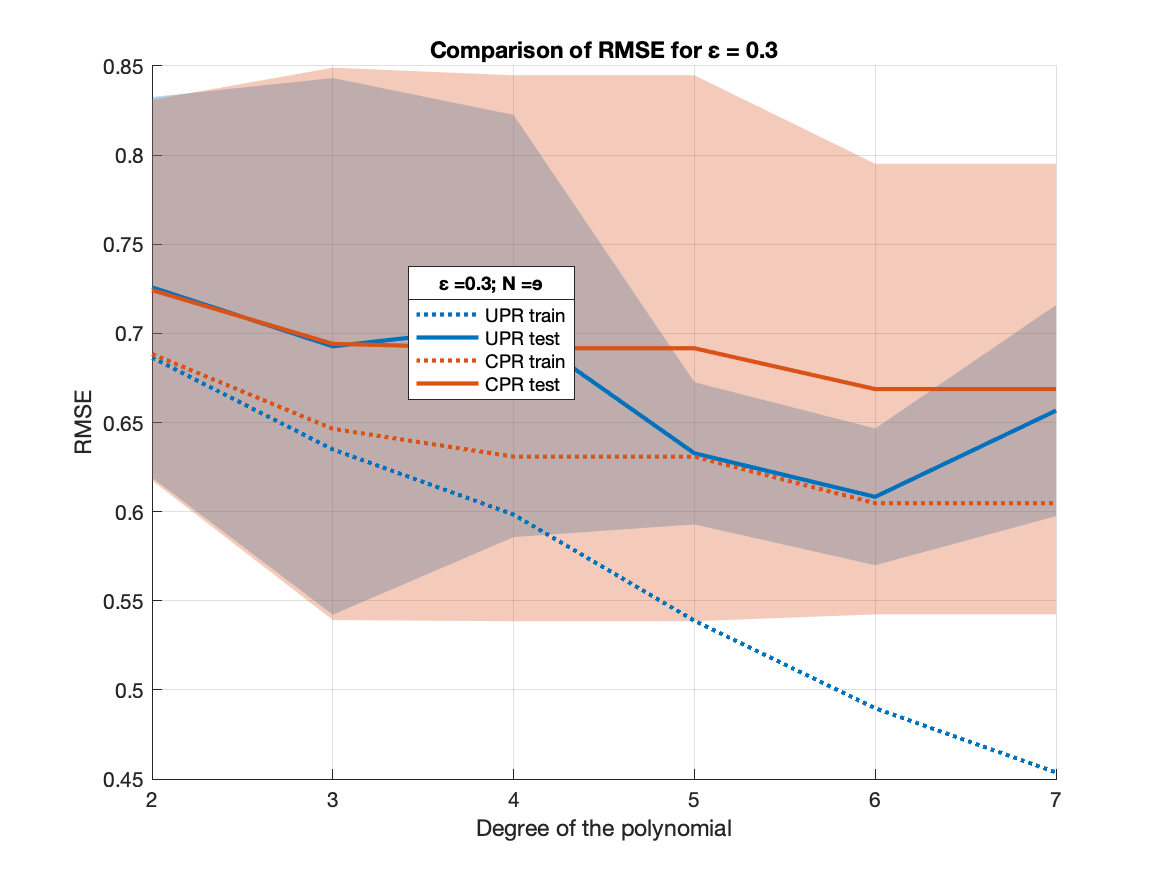 Comparison of RMSE for ε = 0.3
0.85
0.8
0.75
0.7
0.65
0.6
0.55
0.5
0.45
RMSE
ε =0.3; N =
UPR train
UPR test
CPR train
CPR test
2 3 4 5 6 7
Degree of the polynomial